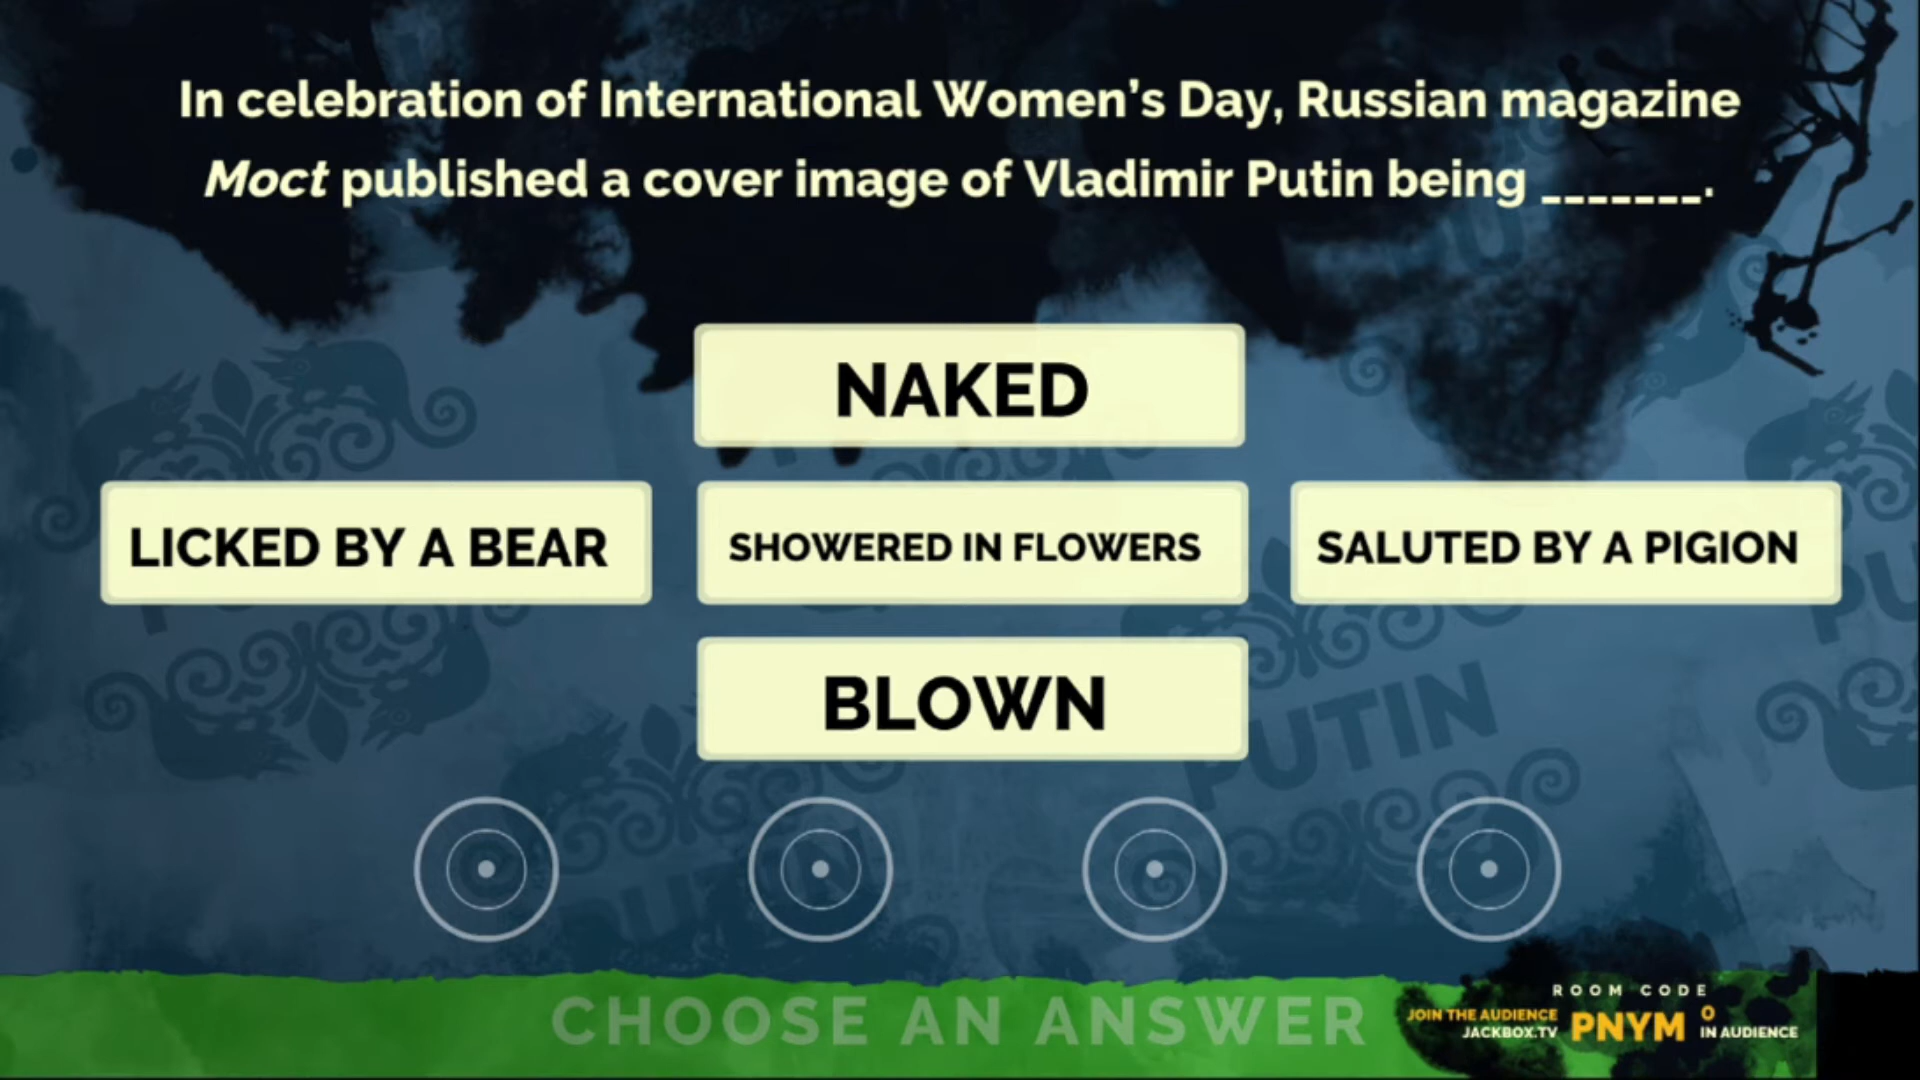 In celebration of International Women's Day, Russian magazine
Moct published a cover image of Vladimir Putin being _______.
NAKED
LICKED BY A BEAR
SHOWERED IN FLOWERS
SALUTED BY A PIGION
BLOWN
PUTIN
CHOOSE AN ANSWER
ROOM CODE
JOIN THE AUDIENCE
JACKBOX.TV
PNYM
0
IN AUDIENCE